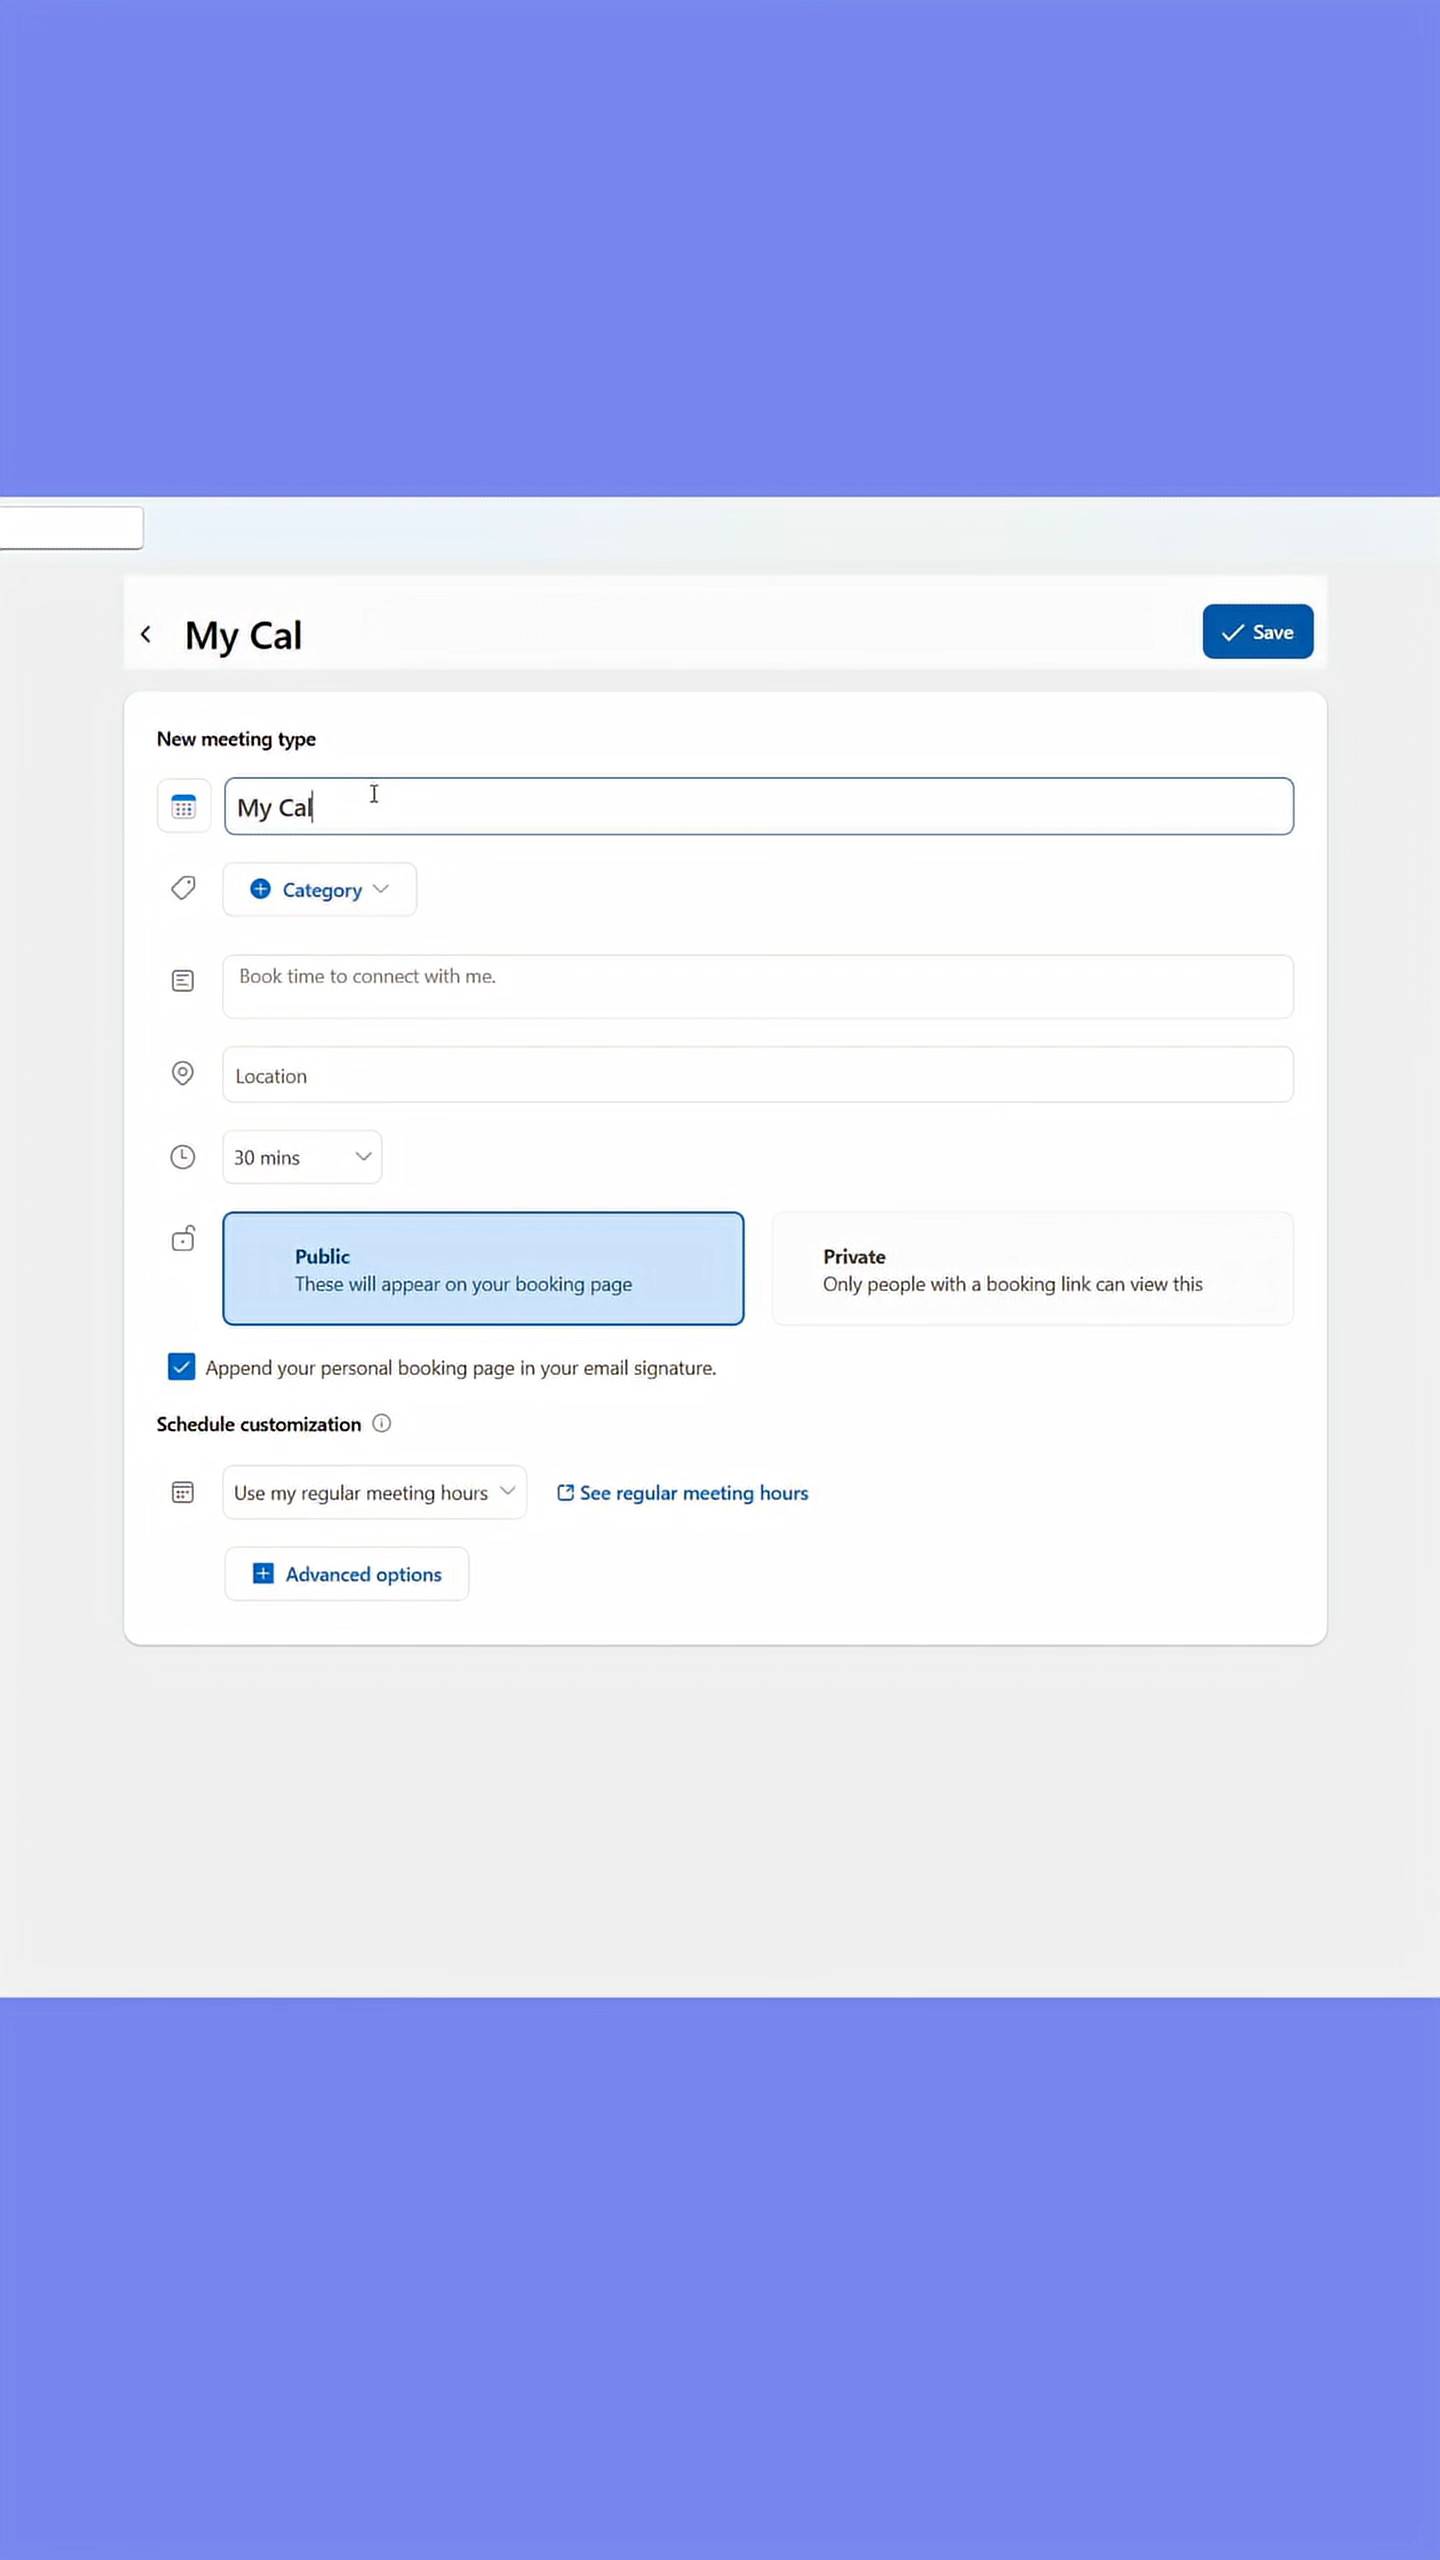 My Cal
Save
New meeting type
My Cal
Category
Book time to connect with me.
Location
30 mins
Public
These will appear on your booking page
Private
Only people with a booking link can view this
Append your personal booking page in your email signature.
Schedule customization
Use my regular meeting hours
See regular meeting hours
Advanced options